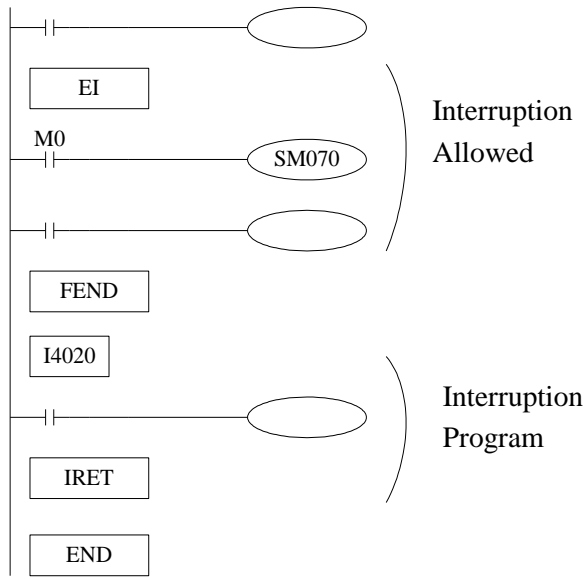 EI
Interruption
Allowed
M0
SM070
FEND
I4020
Interruption
Program
IRET
END